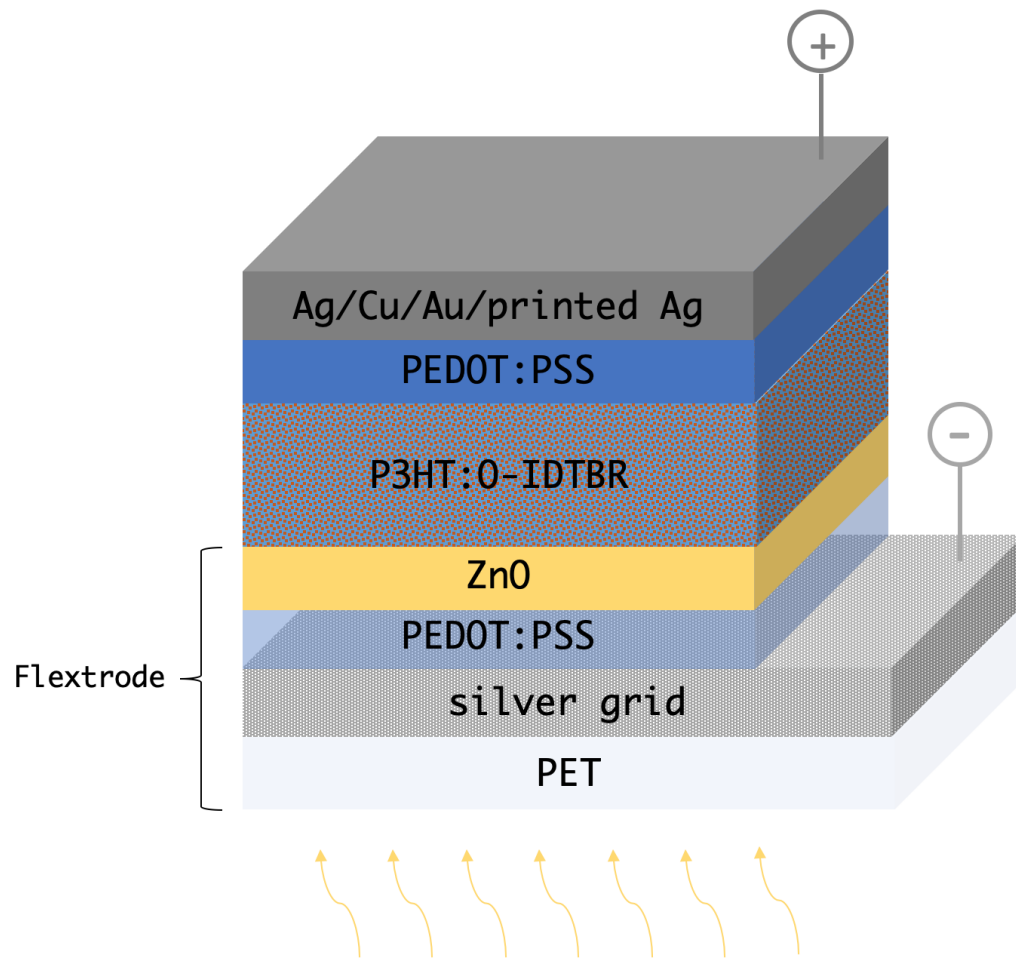 +
Ag/Cu/Au/printed Ag
PEDOT:PSS
-
P3HT:O-IDTBR
ZnO
PEDOT:PSS
Flextrode
silver grid
PET